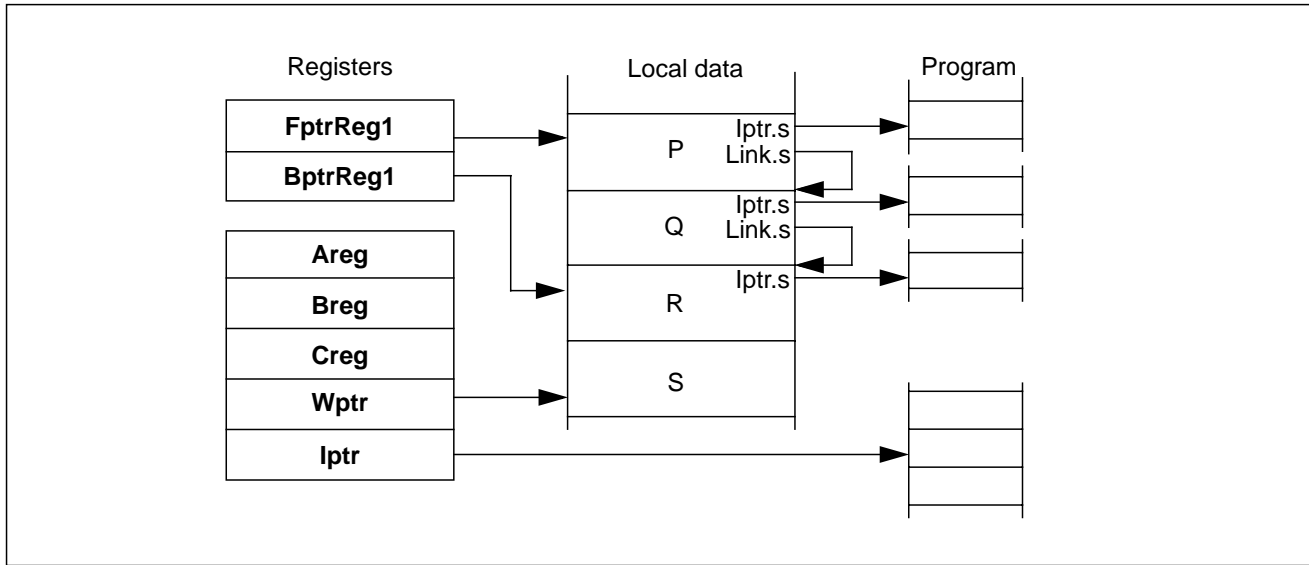 Registers
Local data
Program
FptrReg1
BptrReg1
Areg
Breg
Creg
Wptr
Iptr
P
Iptr.s
Link.s
Q
Iptr.s
Link.s
R
Iptr.s
S